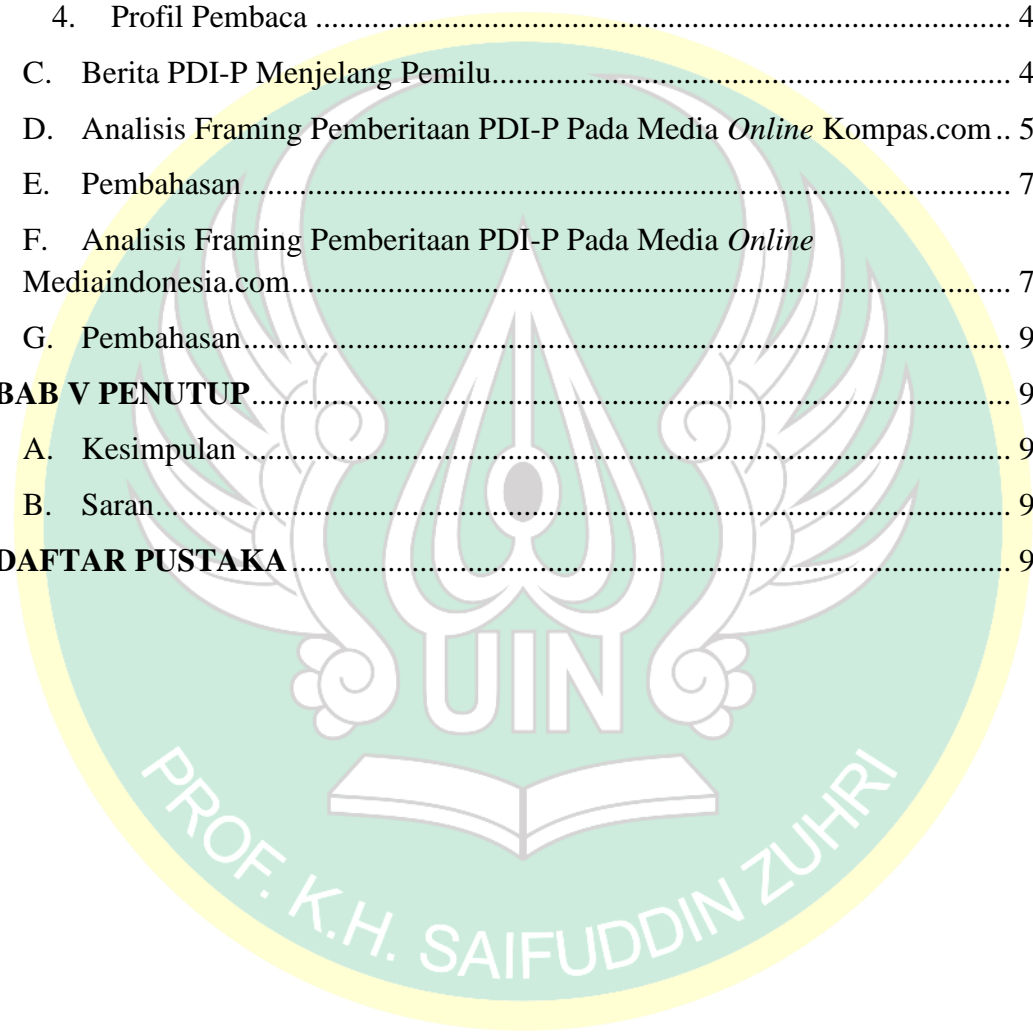 4. Profil Pembaca ........................................................................................ 4
C. Berita PDI-P Menjelang Pemilu.................................................................. 4
D. Analisis Framing Pemberitaan PDI-P Pada Media Online Kompas.com .. 5
E. Pembahasan................................................................................................. 7
F. Analisis Framing Pemberitaan PDI-P Pada Media Online
Mediaindonesia.com........................................................................................... 7
G. Pembahasan................................................................................................. 9
BAB V PENUTUP................................................................................................ 9
A. Kesimpulan ................................................................................................. 9
B. Saran............................................................................................................ 9
DAFTAR PUSTAKA ........................................................................................... 9
UIN
PROF. K.H. SAIFUDDIN ZUHRI